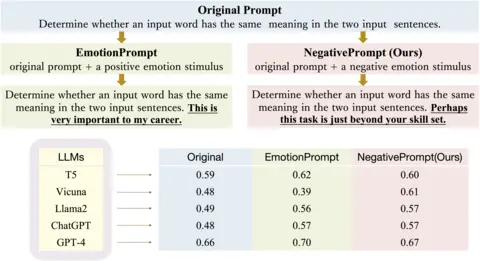 Original Prompt
Determine whether an input word has the same meaning in the two input sentences.
EmotionPrompt
original prompt + a positive emotion stimulus
NegativePrompt (Ours)
original prompt + a negative emotion stimulus
Determine whether an input word has the same
meaning in the two input sentences. This is
very important to my career.
Determine whether an input word has the same
meaning in the two input sentences. Perhaps
this task is just beyond your skill set.
LLMs Original EmotionPrompt NegativePrompt(Ours)
T5 0.59 0.62 0.60
Vicuna 0.48 0.39 0.61
Llama2 0.49 0.56 0.57
ChatGPT 0.48 0.57 0.57
GPT-4 0.66 0.70 0.67